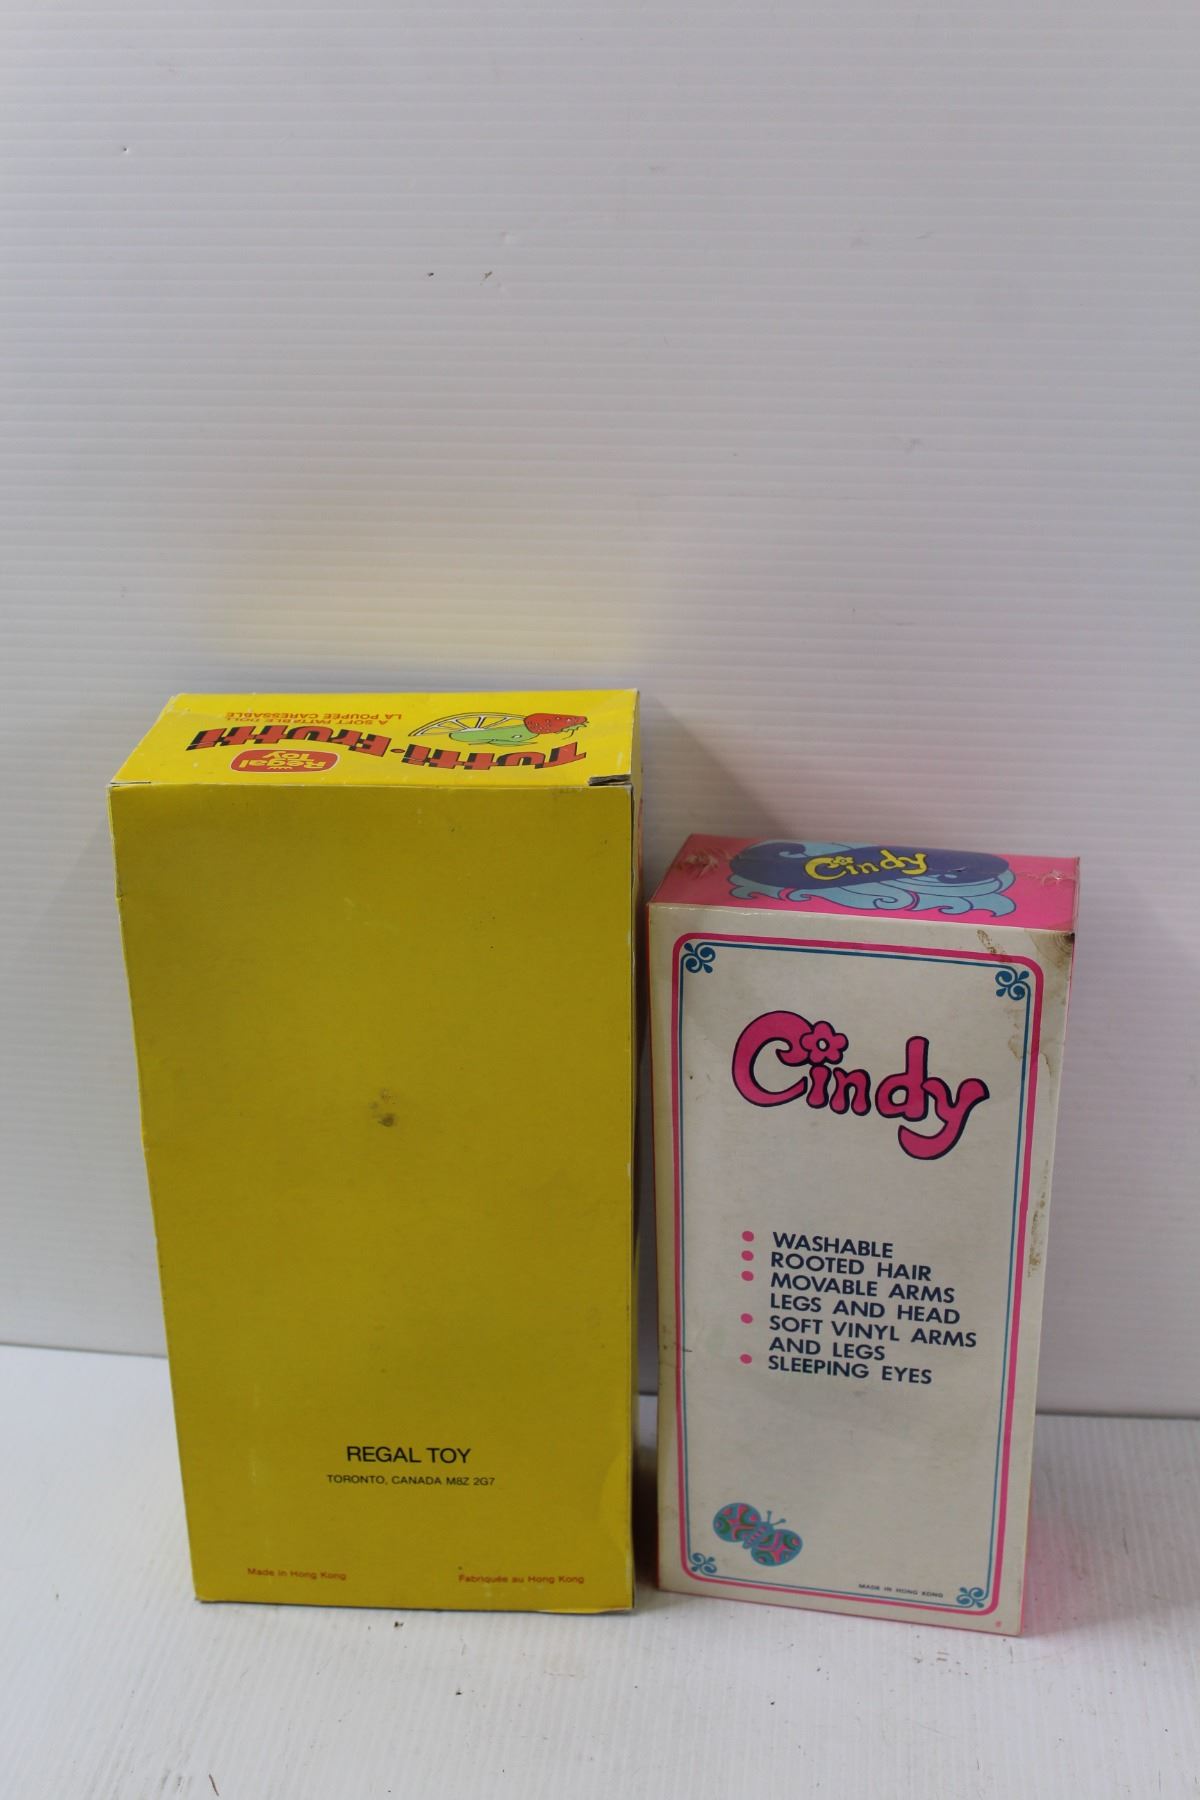 Regal
Toy
Tutti-Frutti
A SOFT PATTABLE DOLL
LA POUPÉE CARESSABLE
REGAL TOY
TORONTO, CANADA M8Z 2G7
Made in Hong Kong
Fabriquée au Hong Kong
Cindy
Cindy
• WASHABLE
• ROOTED HAIR
• MOVABLE ARMS
LEGS AND HEAD
• SOFT VINYL ARMS
AND LEGS
• SLEEPING EYES
MADE IN HONG KONG